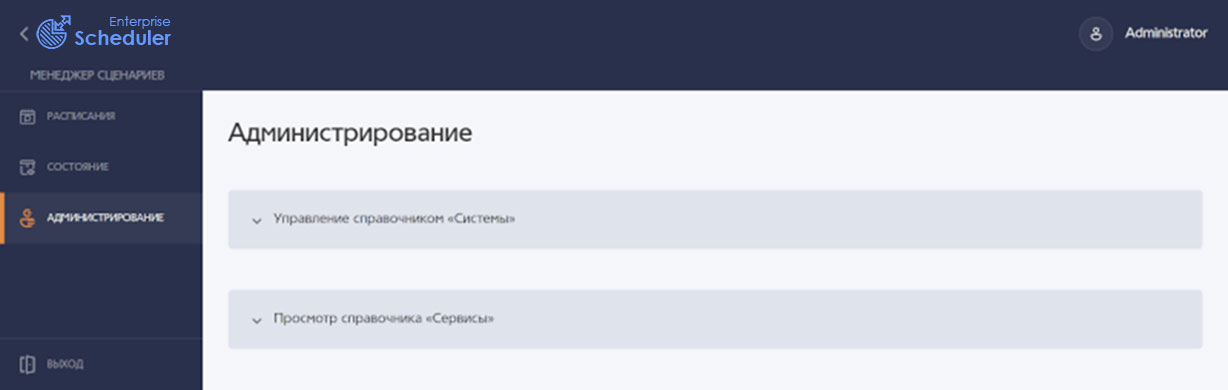 Enterprise
Scheduler
Administrator
МЕНЕДЖЕР СЦЕНАРИЕВ
РАСПИСАНИЯ
СОСТОЯНИЕ
АДМИНИСТРИРОВАНИЕ
ВЫХОД
Администрирование
Управление справочником «Системы»
Просмотр справочника «Сервисы»